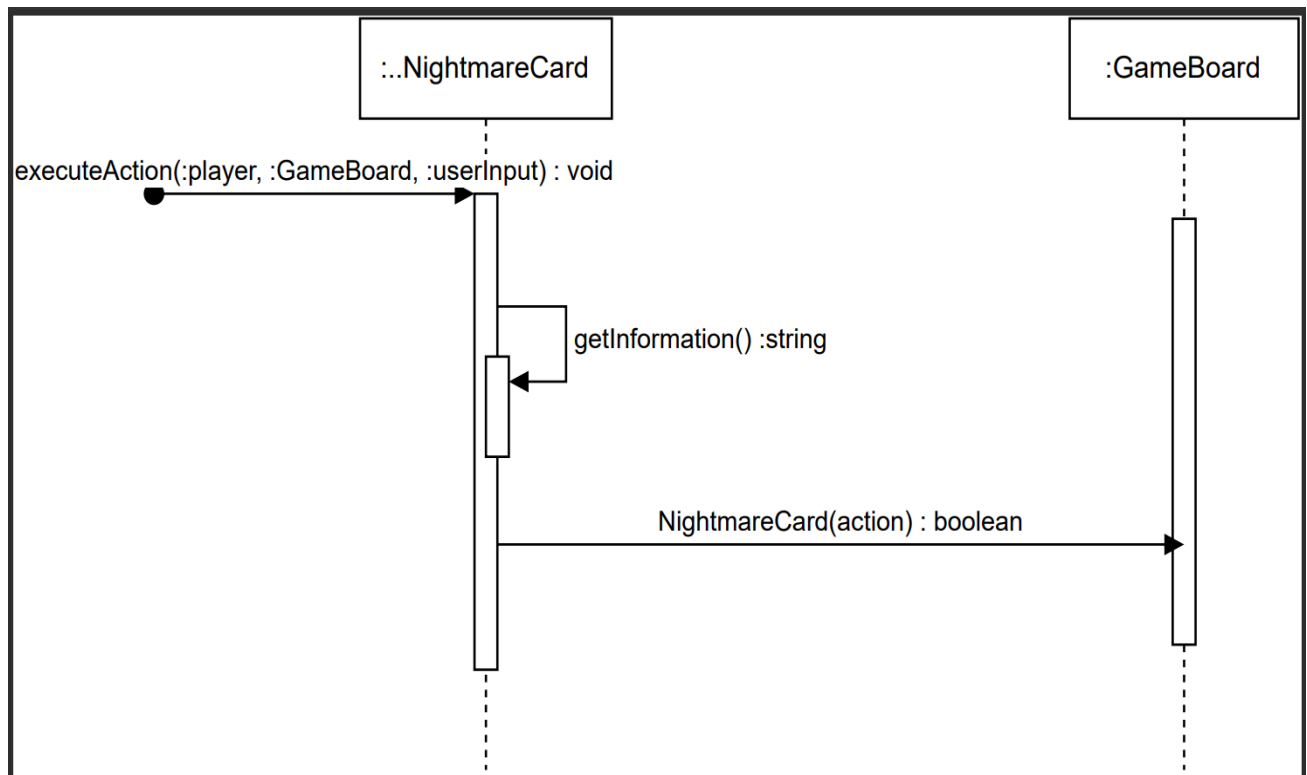 :..NightmareCard
:GameBoard
executeAction(:player, :GameBoard, :userInput) : void
getInformation() :string
NightmareCard(action) : boolean